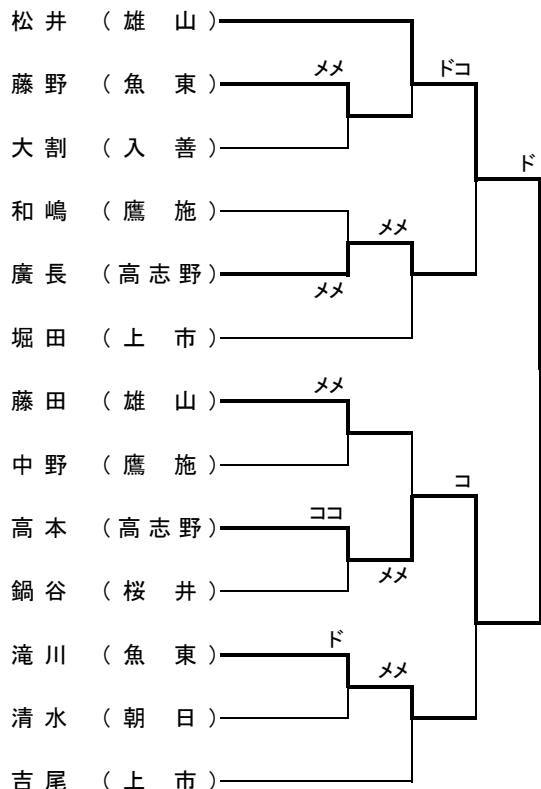 松井 （雄 山）
メメ ドコ
藤野 （魚 東）
大割 （入 善）
ド
和嶋 （鷹 施）
メメ
廣長 （高志野）
メメ
堀田 （上 市）
メメ
藤田 （雄 山）
中野 （鷹 施）
コ
ココ
高本 （高志野）
メメ
鍋谷 （桜 井）
ド
滝川 （魚 東）
メメ
清水 （朝 日）
吉尾 （上 市）